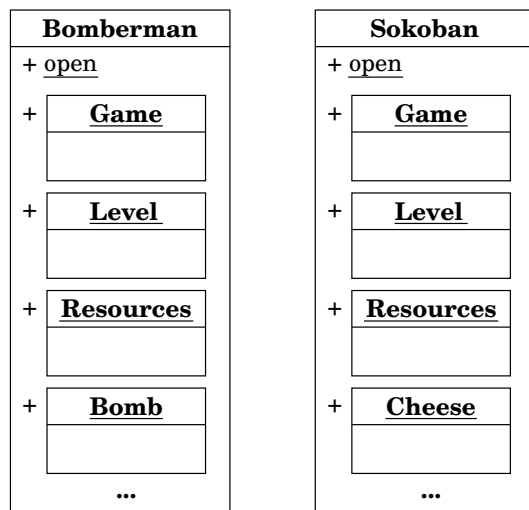 Bomberman
+ open
+ Game
+ Level
+ Resources
+ Bomb
...
Sokoban
+ open
+ Game
+ Level
+ Resources
+ Cheese
...